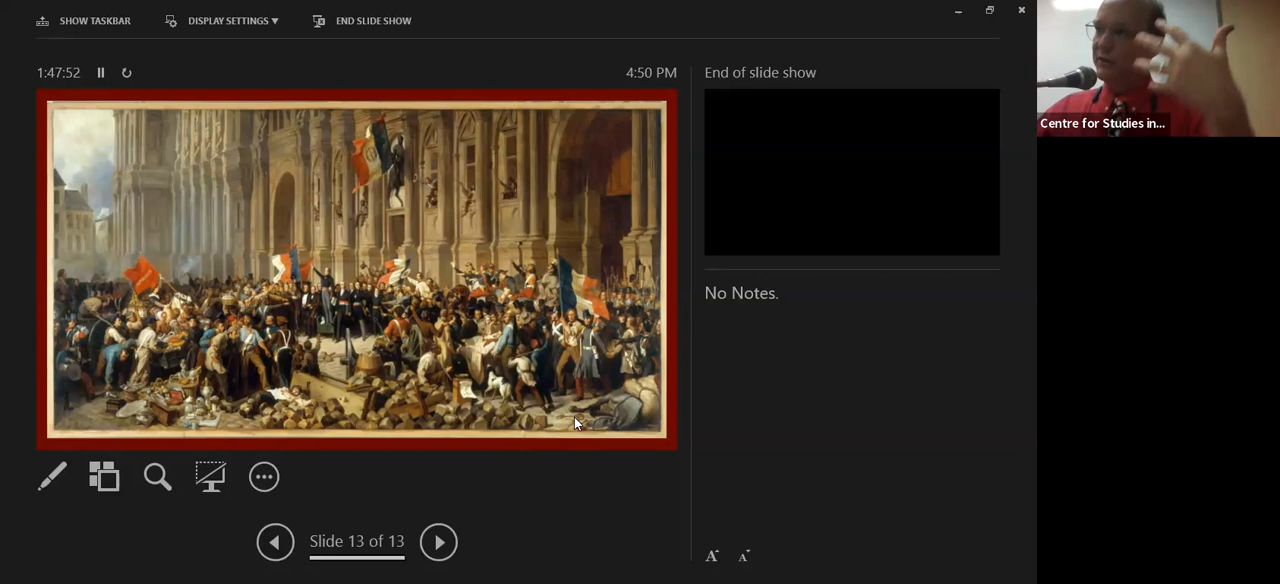 SHOW TASKBAR
DISPLAY SETTINGS ▼
END SLIDE SHOW
1:47:52
4:50 PM
End of slide show
Centre for Studies in...
No Notes.
Slide 13 of 13
A A